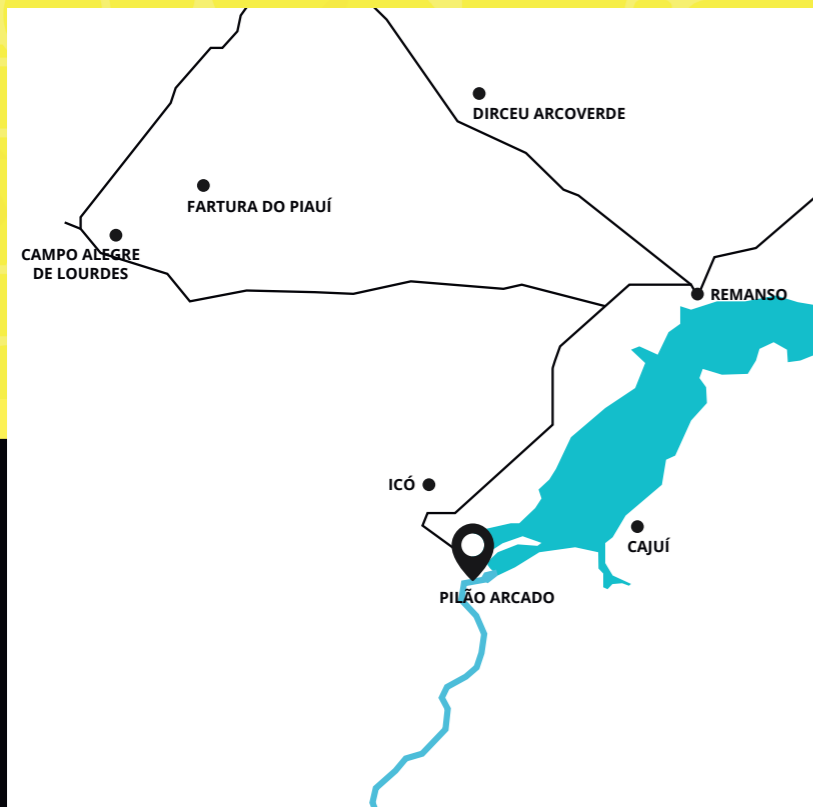 DIRCEU ARCOVERDE
FARTURA DO PIAUÍ
CAMPO ALEGRE
DE LOURDES
REMANSO
ICÓ
CAJUÍ
PILÃO ARCADO